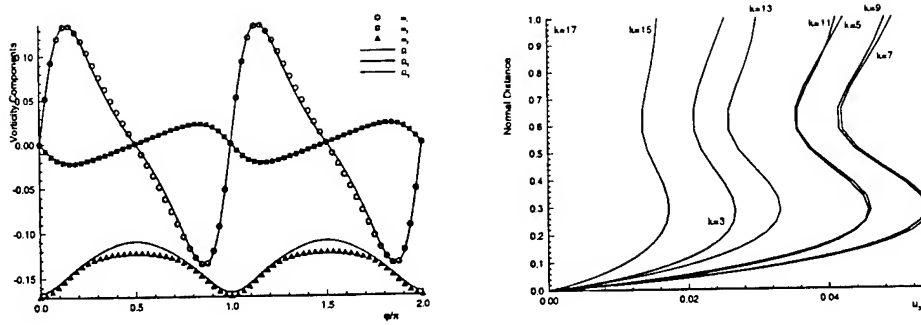 Vorticity Components
0.10
0.05
0.00
-0.05
-0.10
-0.15
0.0
0.5
1.0
1.5
2.0
φ/π
Normal Distance
1.0
0.9
0.8
0.7
0.6
0.5
0.4
0.3
0.2
0.1
0.0
k=17
k=15
k=13
k=11
k=5
k=9
k=7
k=3
0.00
0.02
0.04